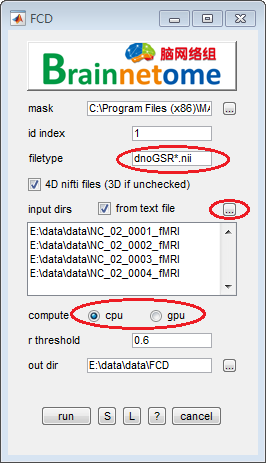 FCD
脑网络组
Brainnetome
mask C:\Program Files (x86)\MA ...
id index 1
filetype dnoGSR*.nii
4D nifti files (3D if unchecked)
input dirs from text file ...
E:\data\data\NC_02_0001_fMRI
E:\data\data\NC_02_0002_fMRI
E:\data\data\NC_02_0003_fMRI
E:\data\data\NC_02_0004_fMRI
compute cpu gpu
r threshold 0.6
out dir E:\data\data\FCD ...
run S L ? cancel